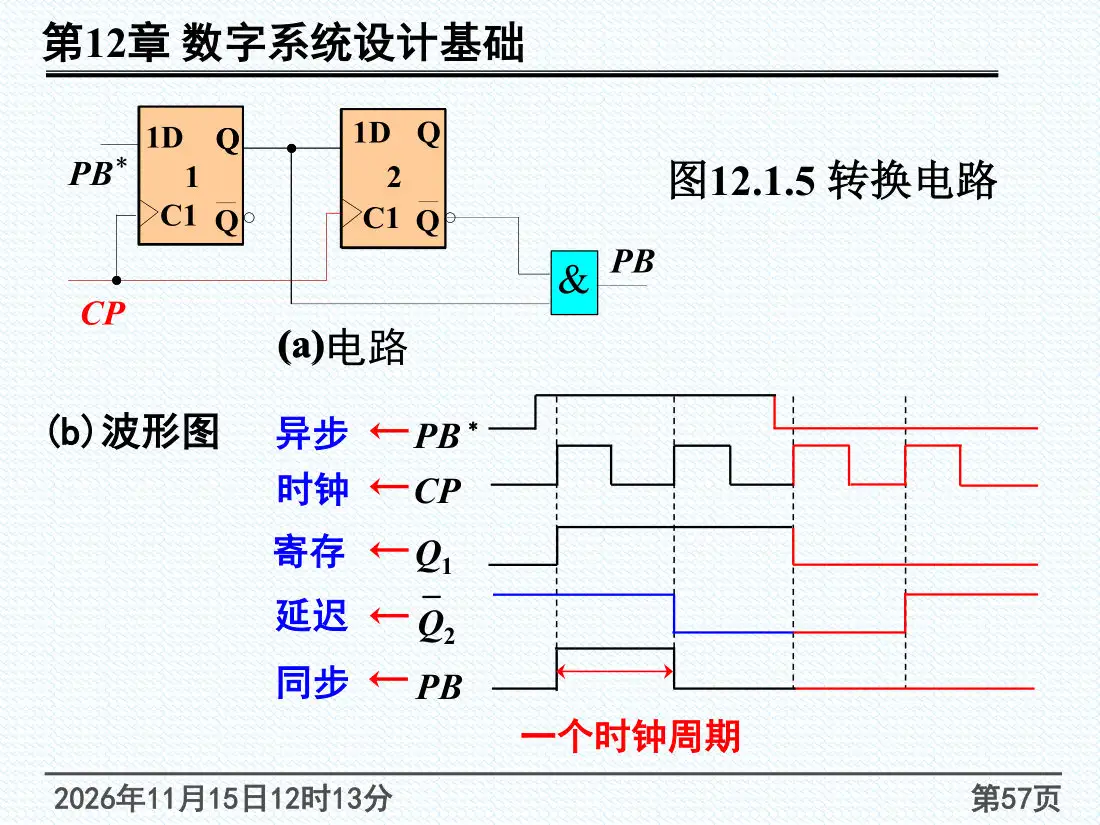 第12章 数字系统设计基础
1D Q
1D Q
PB*
1
2
图12.1.5 转换电路
C1 Q̅
C1 Q̅
&
PB
CP
(a)电路
(b)波形图
异步 ← PB*
时钟 ← CP
寄存 ← Q₁
延迟 ← Q̅₂
同步 ← PB
一个时钟周期
2026年11月15日12时13分
第57页